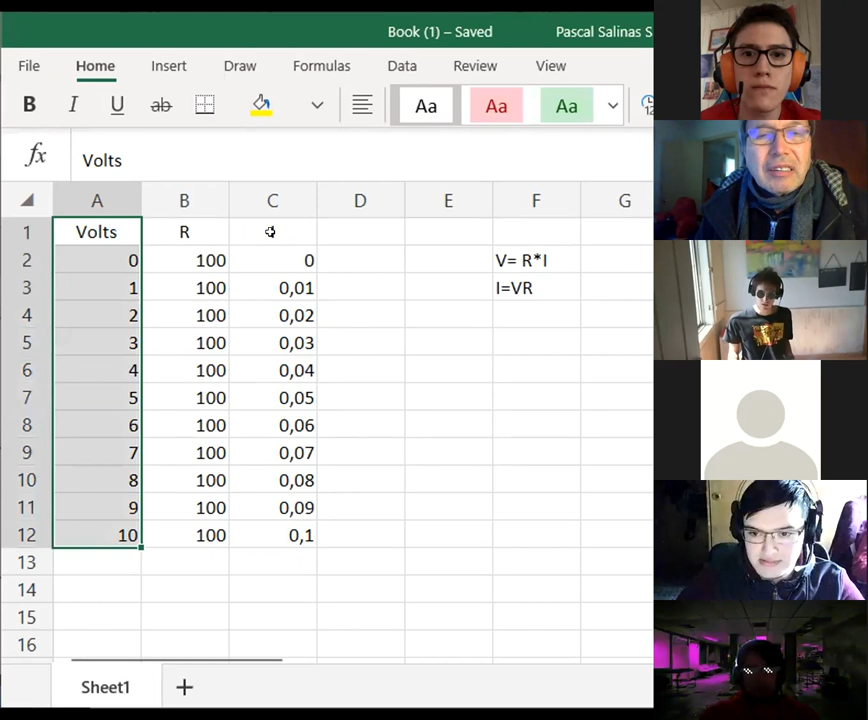 Book (1) – Saved Pascal Salinas S
File Home Insert Draw Formulas Data Review View
B I U ab Aa Aa Aa
fx Volts
A B C D E F G
1 Volts R
2 0 100 0 V= R*I
3 1 100 0,01 I=VR
4 2 100 0,02
5 3 100 0,03
6 4 100 0,04
7 5 100 0,05
8 6 100 0,06
9 7 100 0,07
10 8 100 0,08
11 9 100 0,09
12 10 100 0,1
13
14
15
16
Sheet1